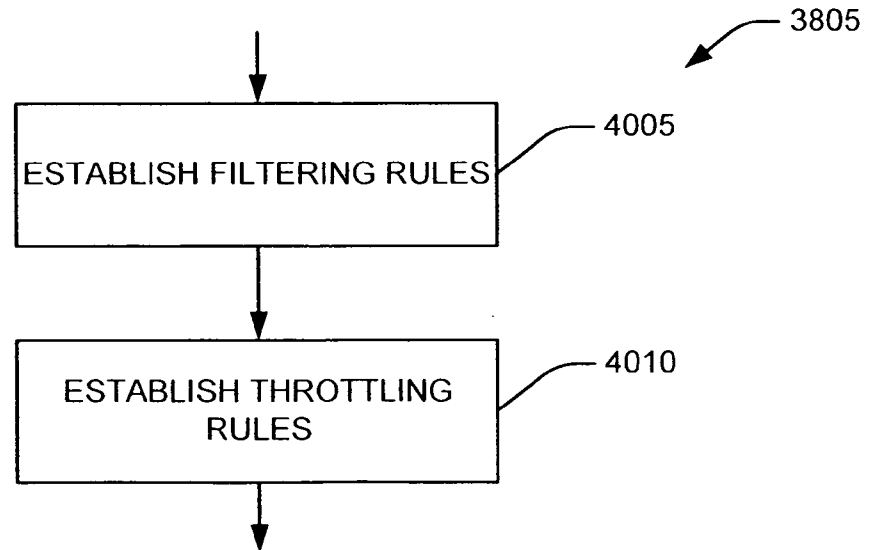 3805
4005
ESTABLISH FILTERING RULES
4010
ESTABLISH THROTTLING
RULES